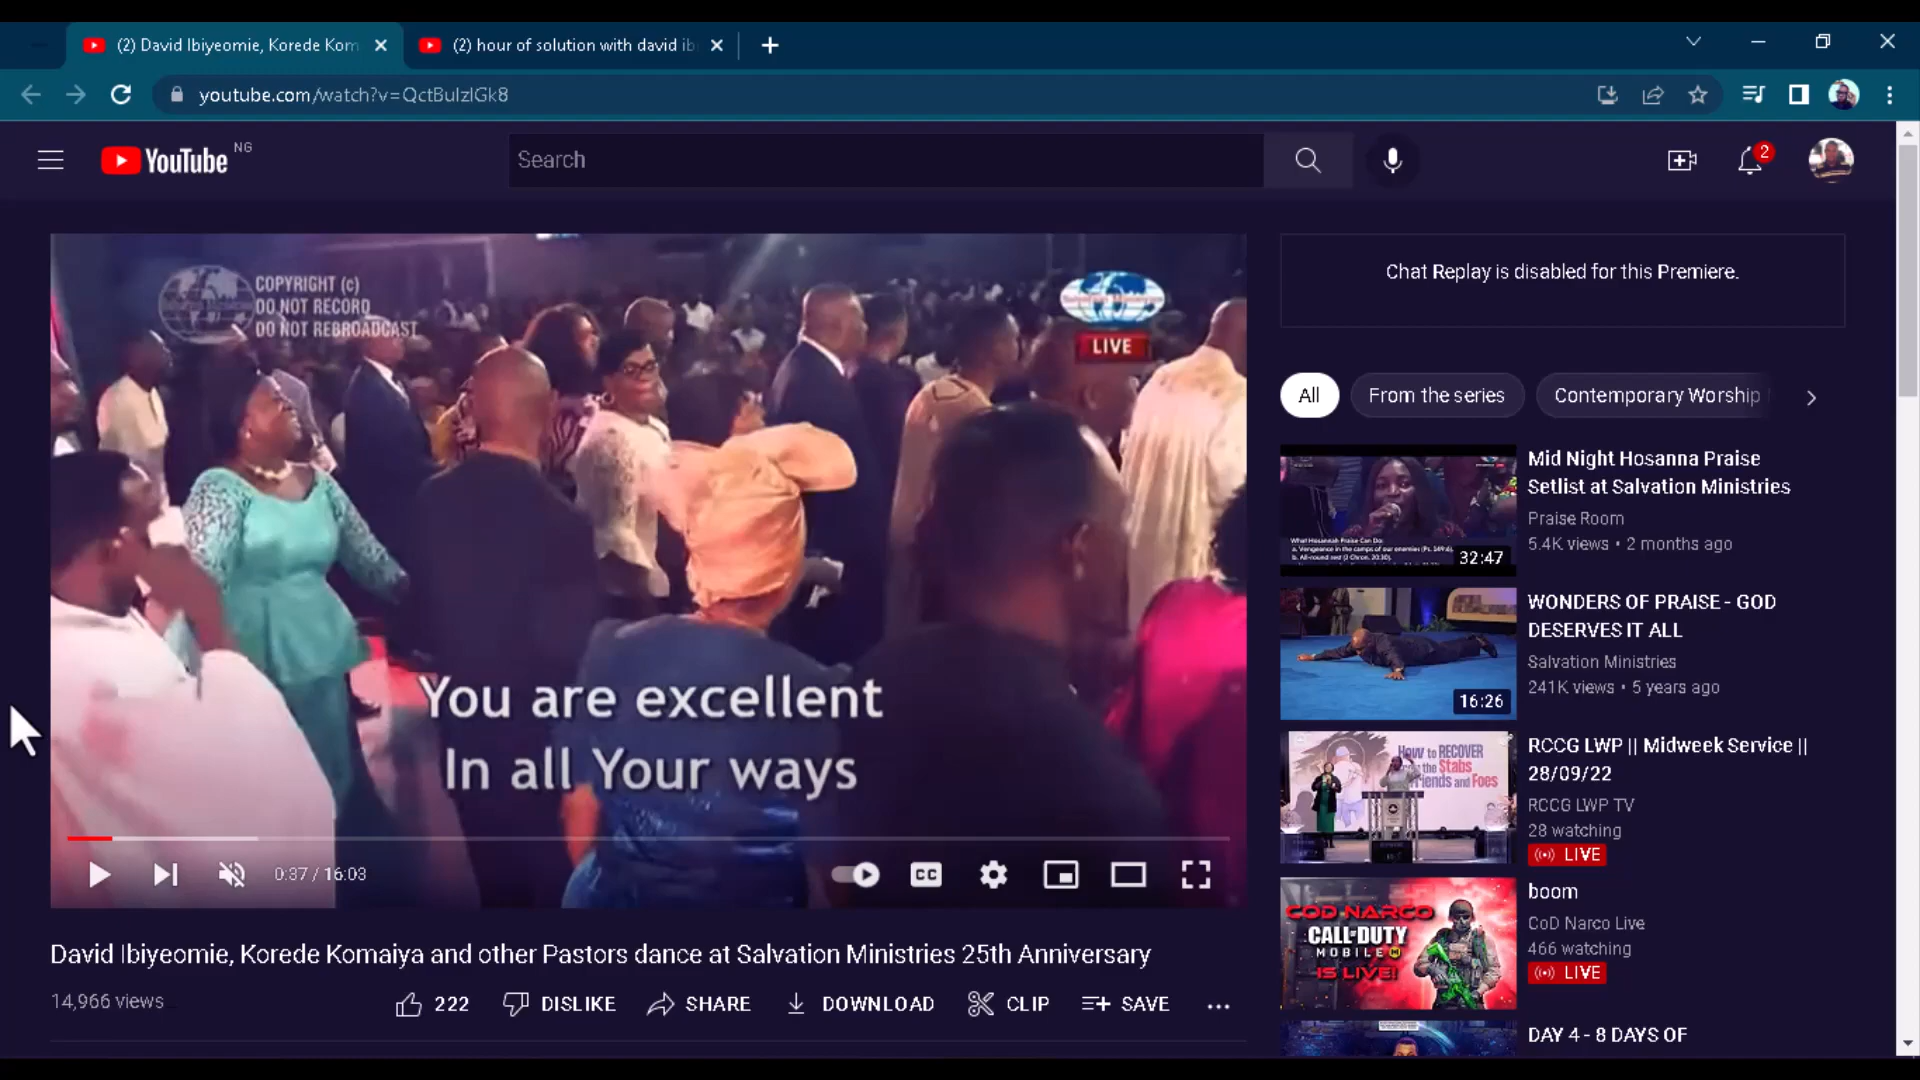 (2) David Ibiyeomie, Korede Kom
(2) hour of solution with david ib
youtube.com/watch?v=QctBuIzIGk8
YouTube NG
Search
2
COPYRIGHT (c)
DO NOT RECORD
DO NOT REBROADCAST
LIVE
You are excellent
In all Your ways
0:37 / 16:03
CC
David Ibiyeomie, Korede Komaiya and other Pastors dance at Salvation Ministries 25th Anniversary
14,966 views
222
DISLIKE
SHARE
DOWNLOAD
CLIP
SAVE
Chat Replay is disabled for this Premiere.
All
From the series
Contemporary Worship
32:47
Mid Night Hosanna Praise
Setlist at Salvation Ministries
Praise Room
5.4K views • 2 months ago
16:26
WONDERS OF PRAISE - GOD
DESERVES IT ALL
Salvation Ministries
241K views • 5 years ago
How to RECOVER
the Stabs
Friends and Foes
RCCG LWP || Midweek Service ||
28/09/22
RCCG LWP TV
28 watching
LIVE
COD NARCO
CALL·DUTY
MOBILE
IS LIVE!
boom
CoD Narco Live
466 watching
LIVE
DAY 4 - 8 DAYS OF